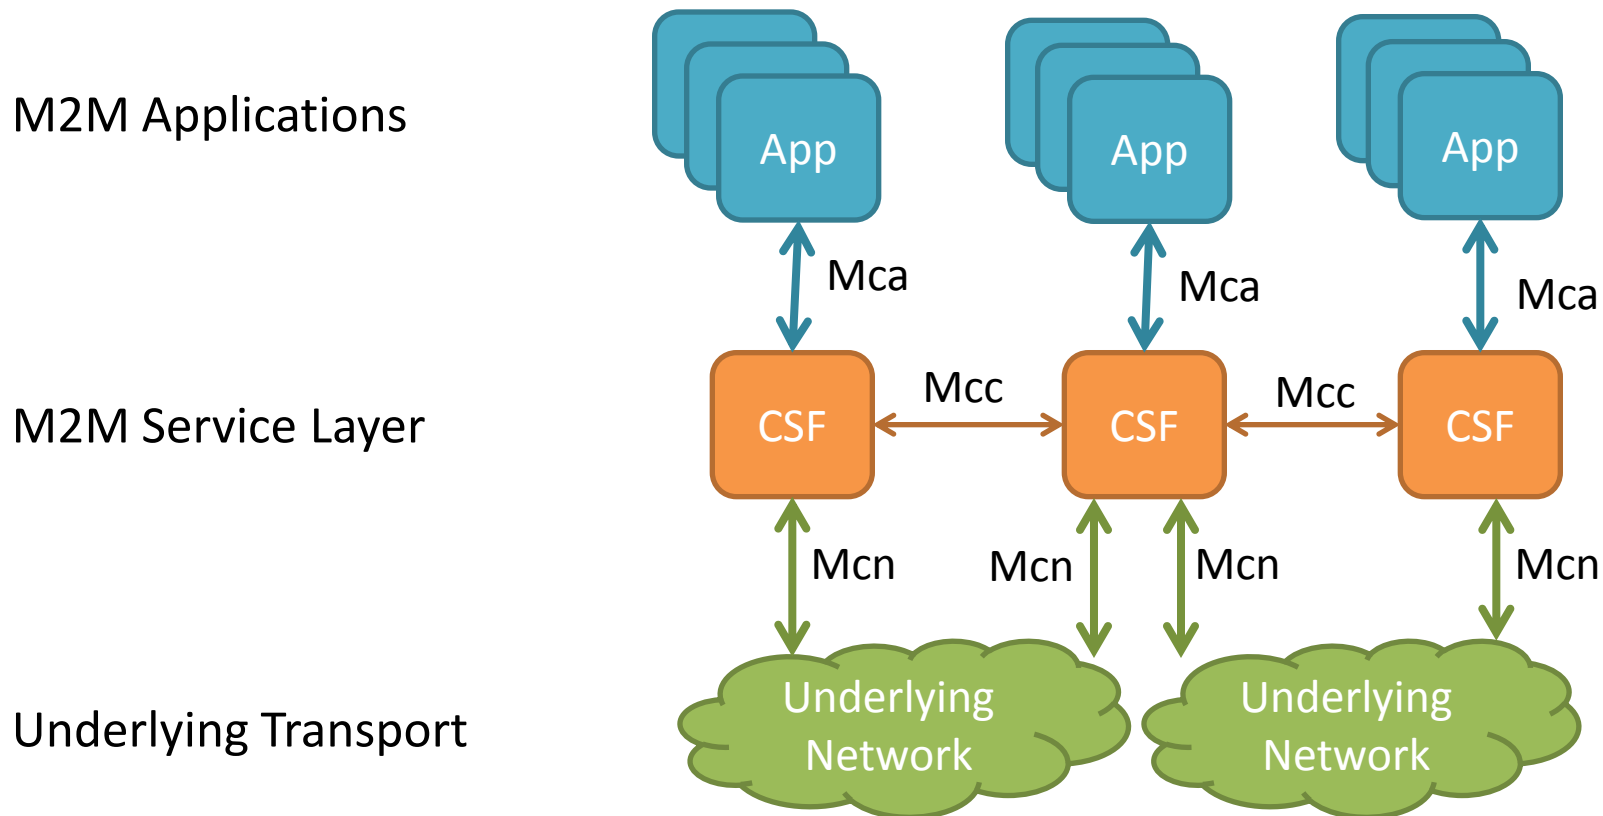 M2M Applications
App
App
App
Mca
Mca
Mca
M2M Service Layer
CSF
Mcc
CSF
Mcc
CSF
Mcn
Mcn
Mcn
Mcn
Underlying Transport
Underlying
Network
Underlying
Network